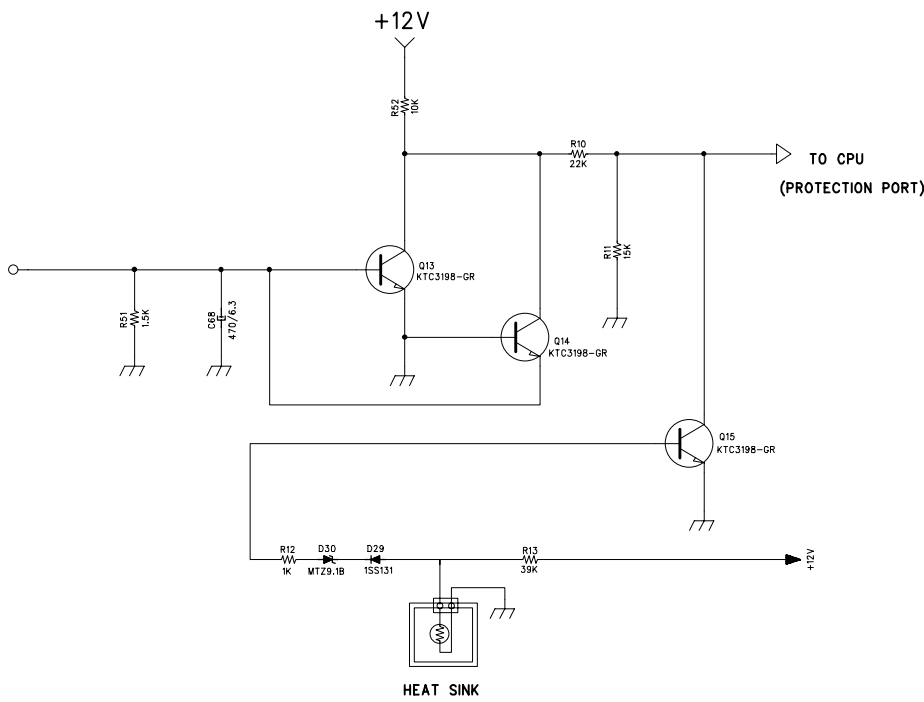 +12V
R52
10K
R10
22K
TO CPU
(PROTECTION PORT)
Q13
KTC3198-GR
R11
15K
R51
1.5K
C68
470/6.3
Q14
KTC3198-GR
Q15
KTC3198-GR
R12
1K
D30
MTZ9.1B
D29
1SS131
R13
39K
+12V
HEAT SINK